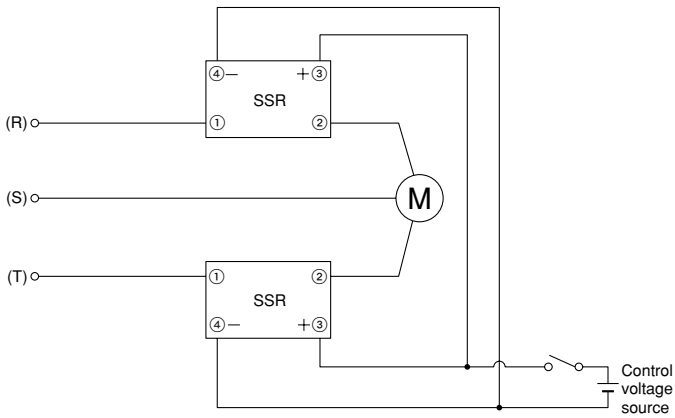 ④ − + ③
SSR
① ②
(R)
(S)
M
(T)
① ②
SSR
④ − + ③
Control
voltage
source